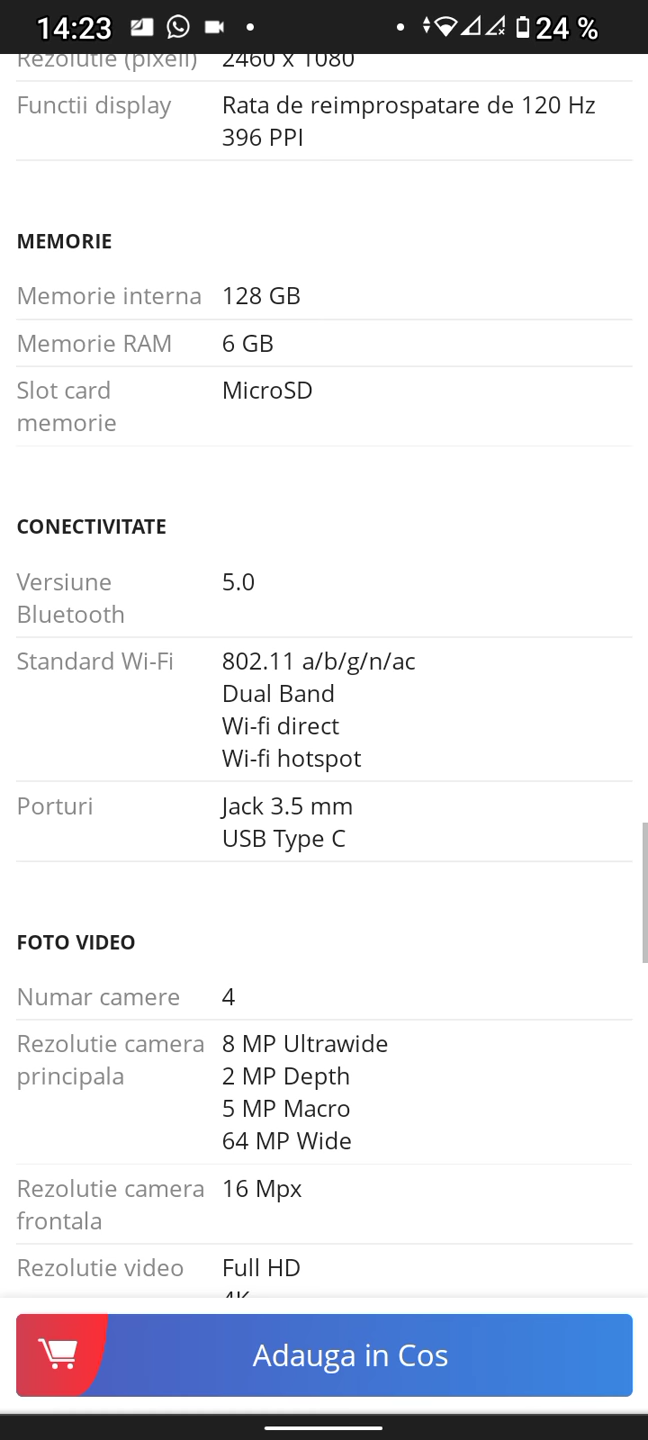 14:23
24 %
Rezolutie (pixeli) 2460 x 1080
Functii display Rata de reimprospatare de 120 Hz
396 PPI
MEMORIE
Memorie interna 128 GB
Memorie RAM 6 GB
Slot card MicroSD
memorie
CONECTIVITATE
Versiune 5.0
Bluetooth
Standard Wi-Fi 802.11 a/b/g/n/ac
Dual Band
Wi-fi direct
Wi-fi hotspot
Porturi Jack 3.5 mm
USB Type C
FOTO VIDEO
Numar camere 4
Rezolutie camera 8 MP Ultrawide
principala 2 MP Depth
5 MP Macro
64 MP Wide
Rezolutie camera 16 Mpx
frontala
Rezolutie video Full HD
4K
Adauga in Cos